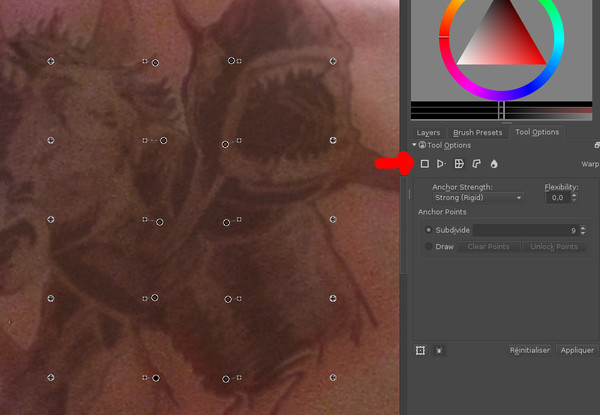 Layers Brush Presets Tool Options
Tool Options
Warp
Anchor Strength: Flexibility:
Strong (Rigid) 0,0
Anchor Points
Subdivide 9
Draw Clear Points Unlock Points
Réinitialiser Appliquer